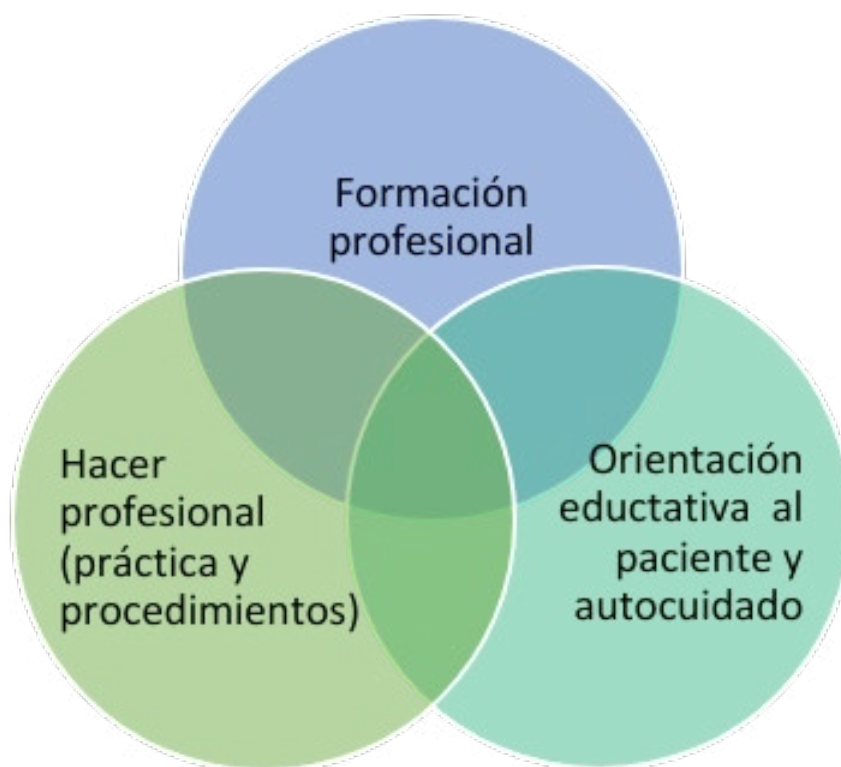 Formación
profesional
Hacer
profesional
(práctica y
procedimientos)
Orientación
eductativa al
paciente y
autocuidado